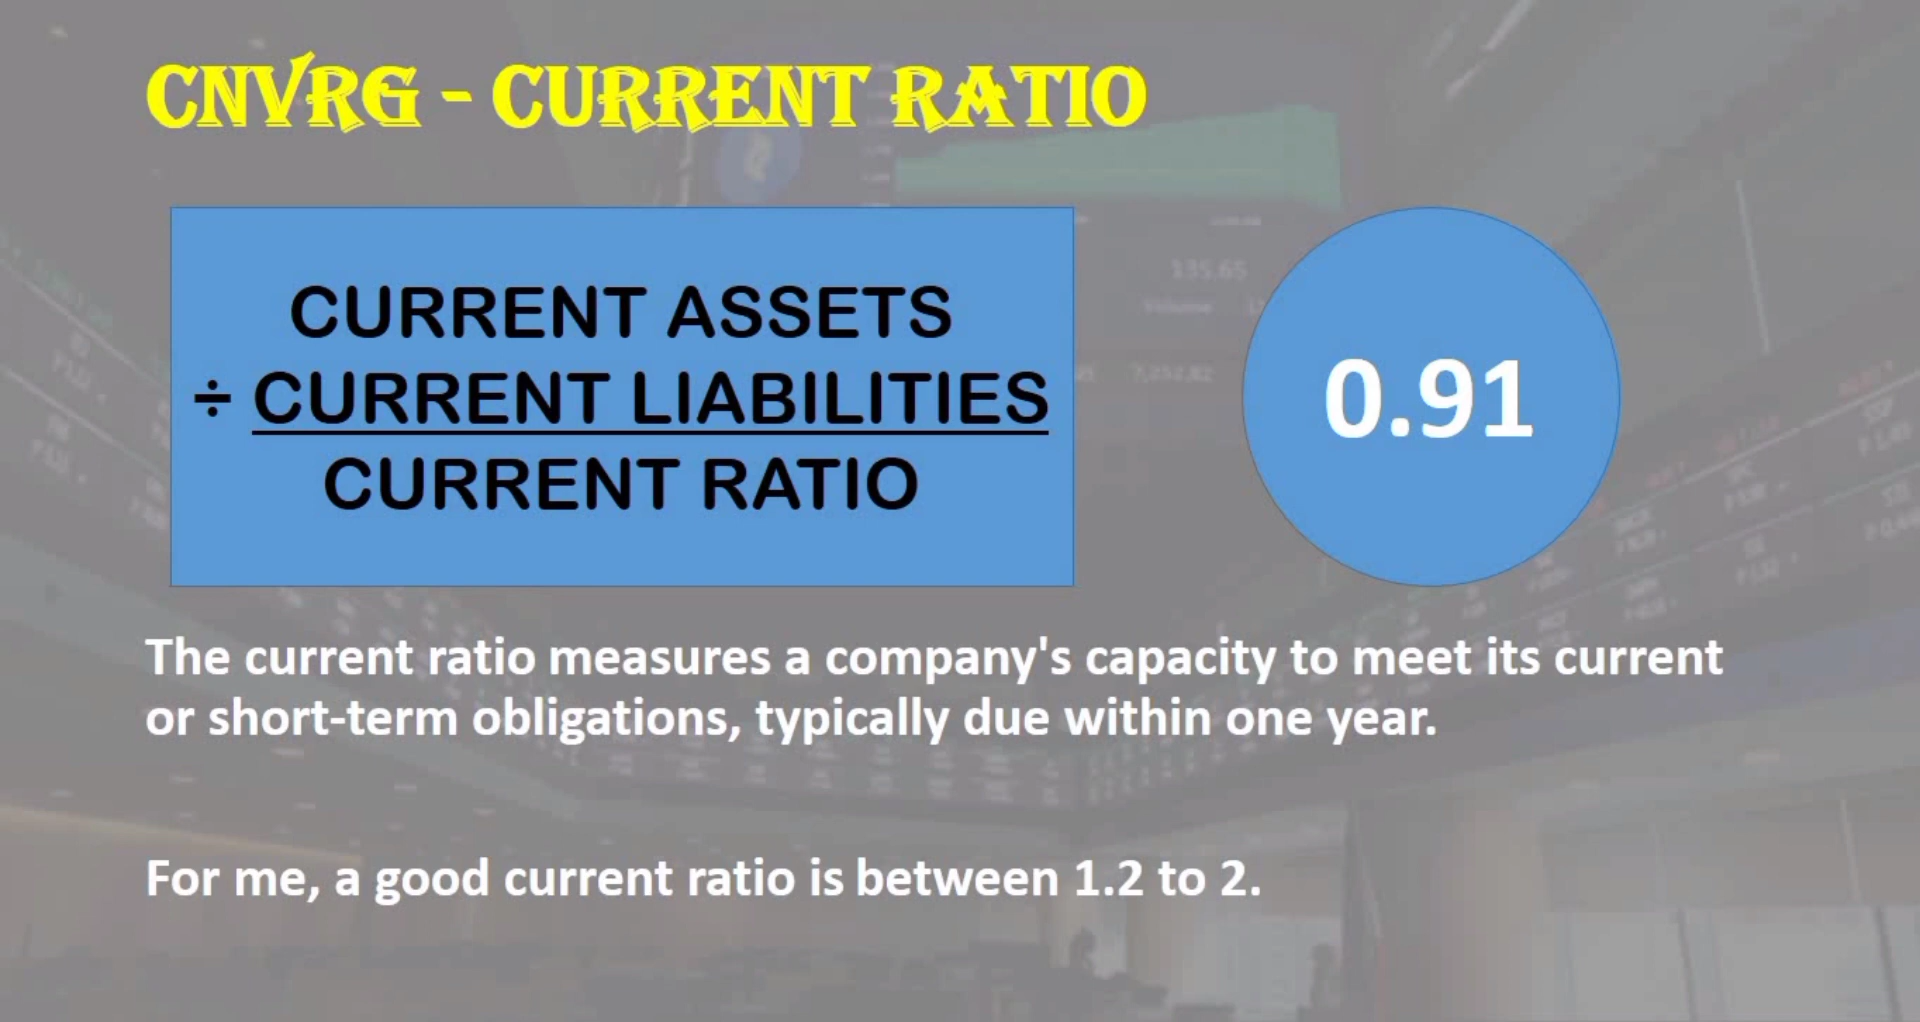 CNVRG - CURRENT RATIO
CURRENT ASSETS
÷ CURRENT LIABILITIES
CURRENT RATIO
0.91
The current ratio measures a company's capacity to meet its current
or short-term obligations, typically due within one year.
For me, a good current ratio is between 1.2 to 2.
135.65